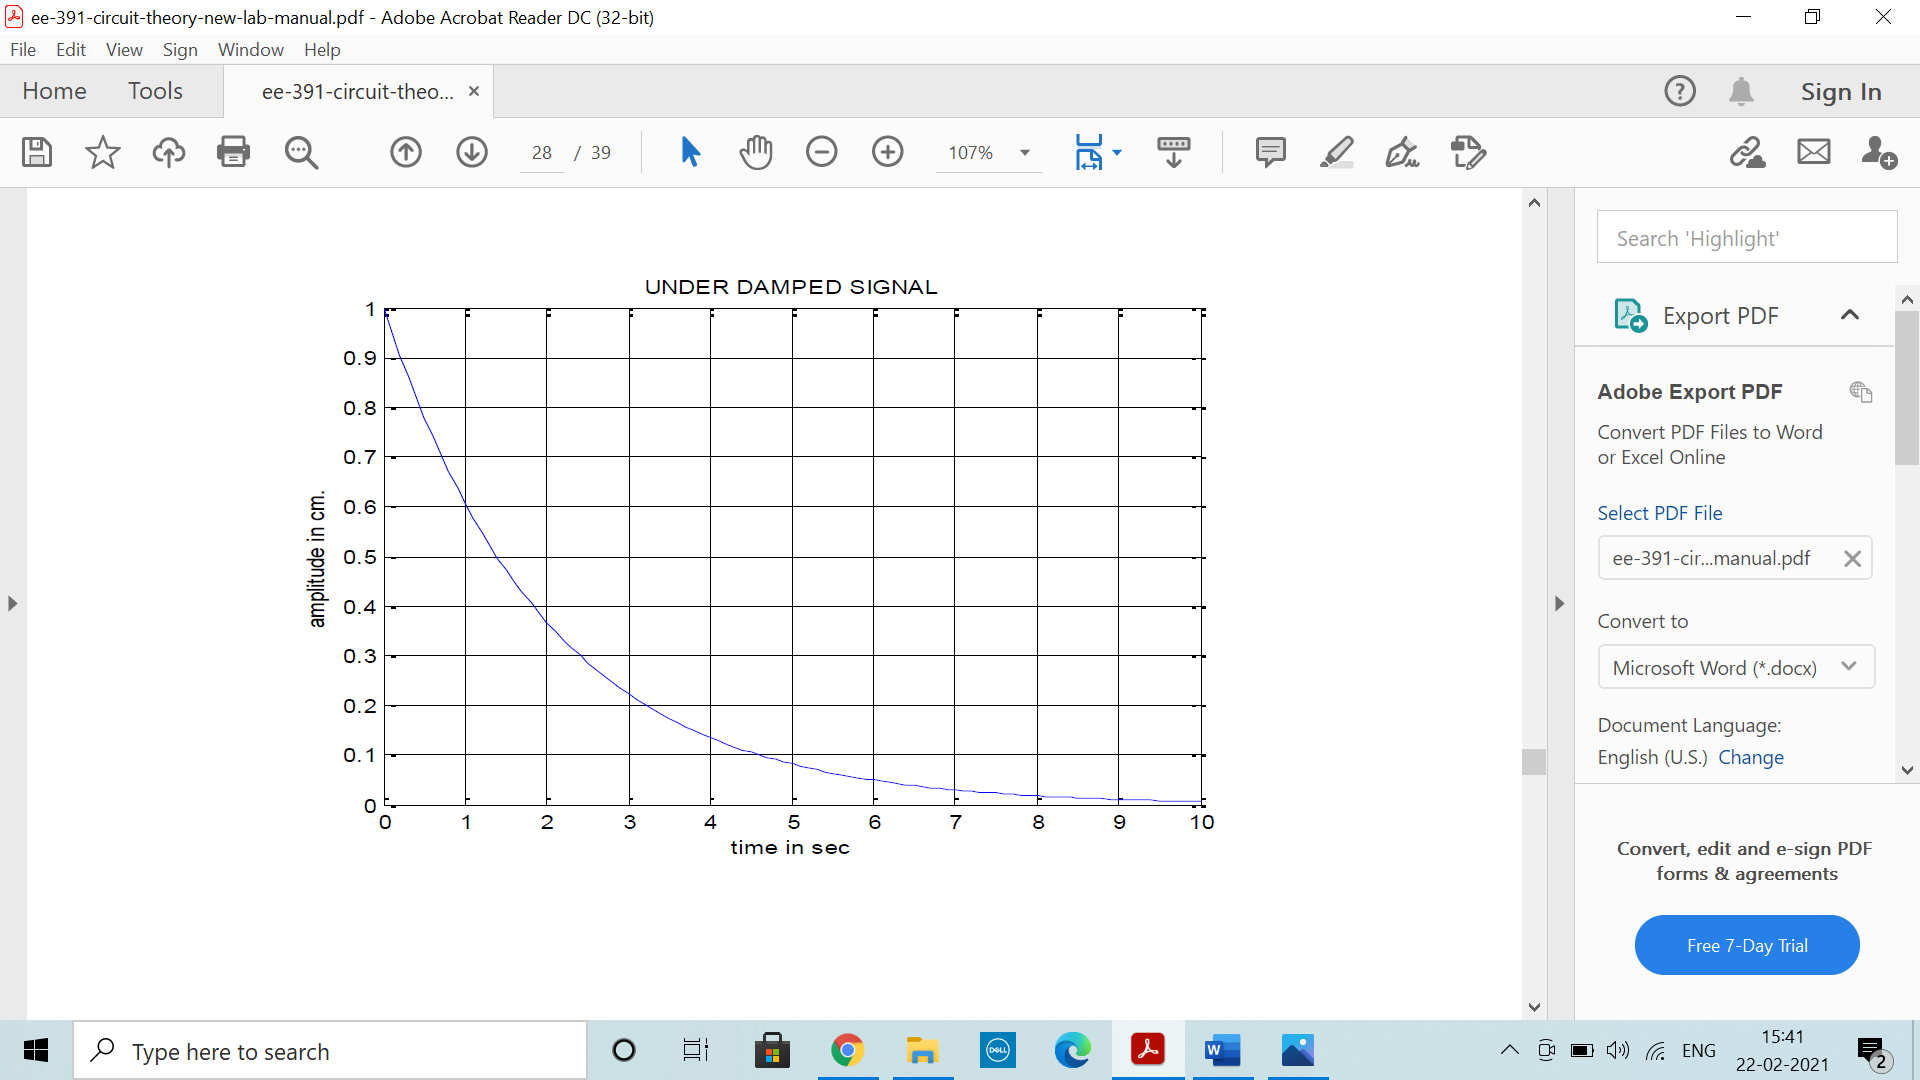 ee-391-circuit-theory-new-lab-manual.pdf - Adobe Acrobat Reader DC (32-bit)
File Edit View Sign Window Help
Home Tools ee-391-circuit-theo... × ? Sign In
28 / 39 107%
UNDER DAMPED SIGNAL
1
0.9
0.8
0.7
0.6
0.5
0.4
0.3
0.2
0.1
0
amplitude in cm.
0 1 2 3 4 5 6 7 8 9 10
time in sec
Search 'Highlight'
Export PDF
Adobe Export PDF
Convert PDF Files to Word
or Excel Online
Select PDF File
ee-391-cir...manual.pdf
Convert to
Microsoft Word (*.docx)
Document Language:
English (U.S.) Change
Convert, edit and e-sign PDF
forms & agreements
Free 7-Day Trial
Type here to search
DELL
W
ENG
15:41
22-02-2021
2